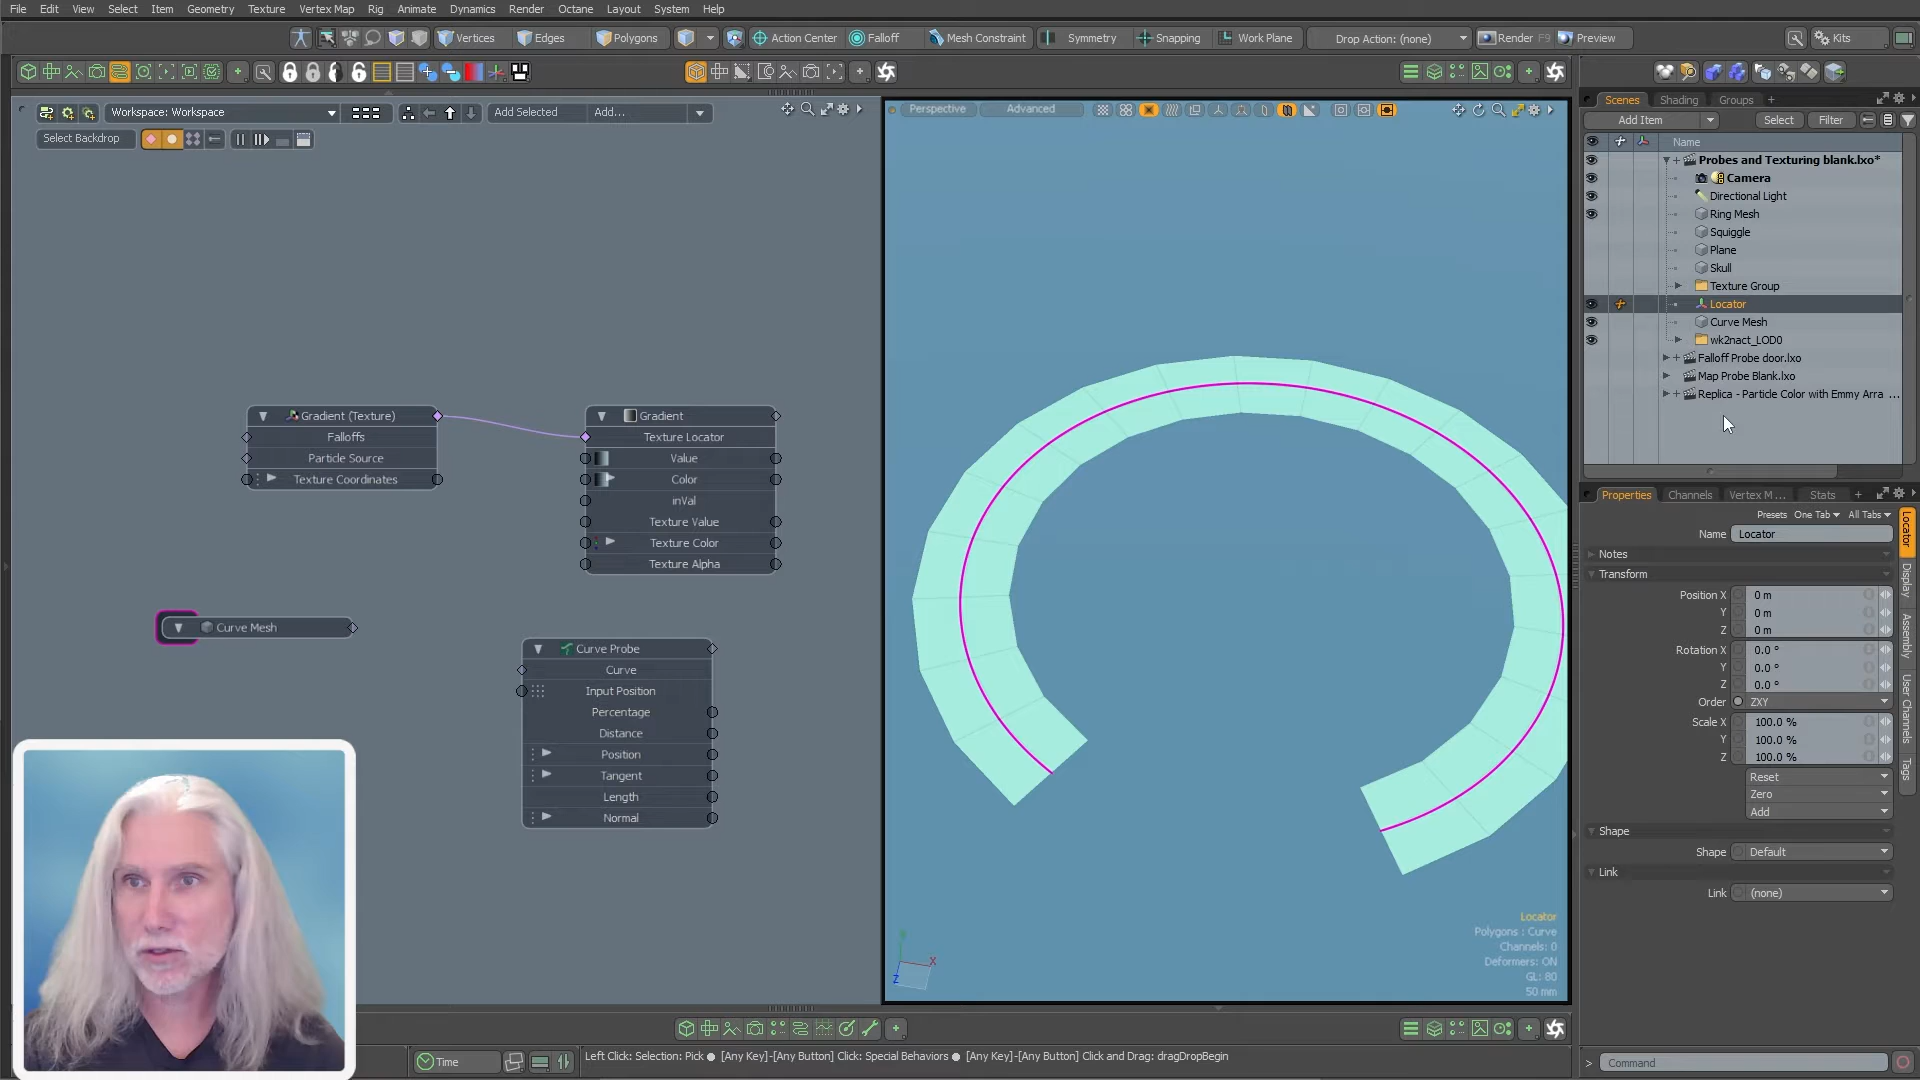 File Edit View Select Item Geometry Texture Vertex Map Rig Animate Dynamics Render Octane Layout System Help
Vertices Edges Polygons Action Center Falloff Mesh Constraint Symmetry Snapping Work Plane Drop Action: (none) Render F9 Preview Kits
Workspace: Workspace Add Selected Add...
Select Backdrop
Perspective Advanced
Gradient (Texture)
Falloffs
Particle Source
Texture Coordinates
Gradient
Texture Locator
Value
Color
inVal
Texture Value
Texture Color
Texture Alpha
Curve Mesh
Curve Probe
Curve
Input Position
Percentage
Distance
Position
Tangent
Length
Normal
Locator
Polygons : Curve
Channels: 0
Deformers: ON
GL: 80
50 mm
X
Z
Scenes Shading Groups +
Add Item Select Filter
Name
Probes and Texturing blank.lxo*
Camera
Directional Light
Ring Mesh
Squiggle
Plane
Skull
Texture Group
Locator
Curve Mesh
wk2nact_LOD0
Falloff Probe door.lxo
Map Probe Blank.lxo
Replica - Particle Color with Emmy Arra ...
Properties Channels Vertex M ... Stats +
Presets One Tab All Tabs
Name Locator
Notes
Transform
Position X 0 m
Y 0 m
Z 0 m
Rotation X 0.0 °
Y 0.0 °
Z 0.0 °
Order ZXY
Scale X 100.0 %
Y 100.0 %
Z 100.0 %
Reset
Zero
Add
Shape
Shape Default
Link
Link (none)
Locator
Display
Assembly
User Channels
Tags
Time
Left Click: Selection: Pick ● [Any Key]-[Any Button] Click: Special Behaviors ● [Any Key]-[Any Button] Click and Drag: dragDropBegin
> Command